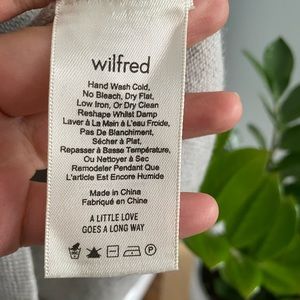 wilfred
Hand Wash Cold,
No Bleach, Dry Flat,
Low Iron, Or Dry Clean
Reshape Whilst Damp
Laver À La Main À L'eau Froide,
Pas De Blanchiment,
Sécher à Plat,
Repasser à Basse Température,
Ou Nettoyer à Sec
Remodeler Pendant Que
L'article Est Encore Humide
Made in China
Fabriqué en Chine
A LITTLE LOVE
GOES A LONG WAY
P